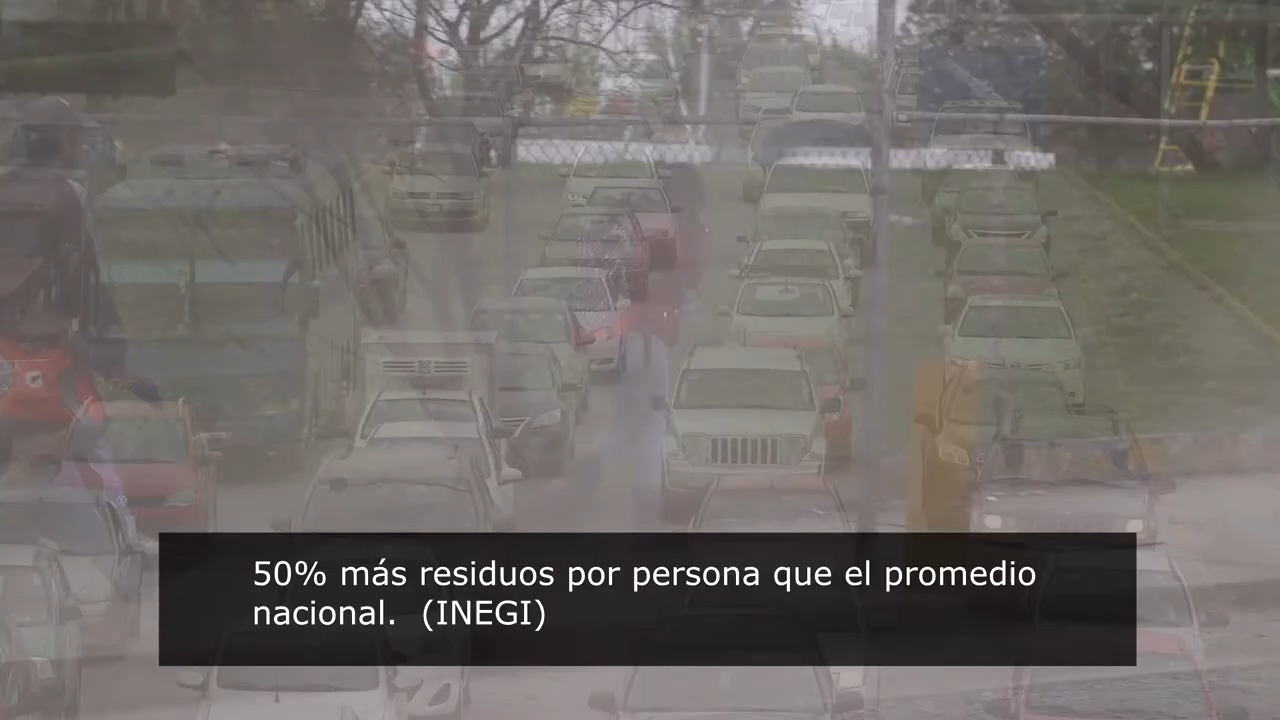 50% más residuos por persona que el promedio
nacional.  (INEGI)